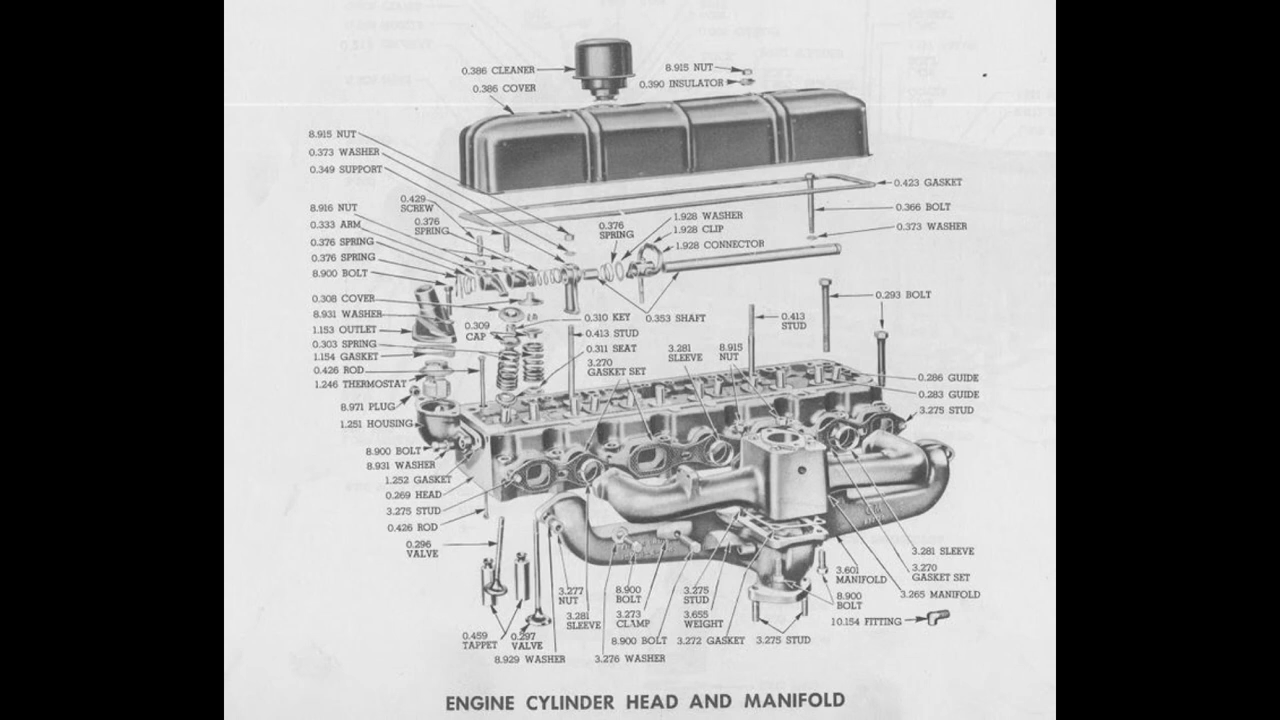 0.386 CLEANER
0.386 COVER
8.915 NUT
0.390 INSULATOR
8.915 NUT
0.373 WASHER
0.349 SUPPORT
0.423 GASKET
0.366 BOLT
0.373 WASHER
0.429
SCREW
0.376
SPRING
8.916 NUT
0.333 ARM
0.376 SPRING
0.376 SPRING
8.900 BOLT
0.376
SPRING
1.928 WASHER
1.928 CLIP
1.928 CONNECTOR
0.308 COVER
8.931 WASHER
1.153 OUTLET
0.303 SPRING
1.154 GASKET
0.426 ROD
1.246 THERMOSTAT
8.971 PLUG
1.251 HOUSING
0.309
CAP
0.310 KEY
0.353 SHAFT
0.413 STUD
0.311 SEAT
3.270
GASKET SET
3.281
SLEEVE
8.915
NUT
0.413
STUD
0.293 BOLT
0.286 GUIDE
0.283 GUIDE
3.275 STUD
8.900 BOLT
8.931 WASHER
1.252 GASKET
0.269 HEAD
3.275 STUD
0.426 ROD
0.296
VALVE
3.281 SLEEVE
3.270
GASKET SET
3.265 MANIFOLD
3.601
MANIFOLD
8.900
BOLT
10.154 FITTING
3.277
NUT
3.281
SLEEVE
8.900
BOLT
3.273
CLAMP
3.275
STUD
3.655
WEIGHT
0.459
TAPPET
0.297
VALVE
8.900 BOLT
3.272 GASKET
3.275 STUD
8.929 WASHER
3.276 WASHER
ENGINE CYLINDER HEAD AND MANIFOLD